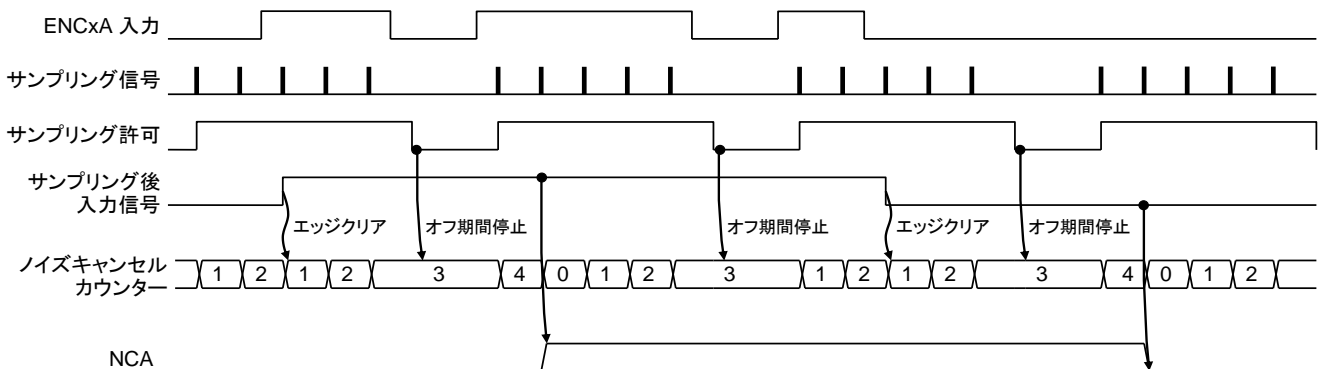 ENCxA 入力
サンプリング信号
サンプリング許可
サンプリング後
入力信号
エッジクリア オフ期間停止 オフ期間停止 エッジクリア オフ期間停止
ノイズキャンセル
カウンター
1 2 1 2 3 4 0 1 2 3 1 2 1 2 3 4 0 1 2
NCA